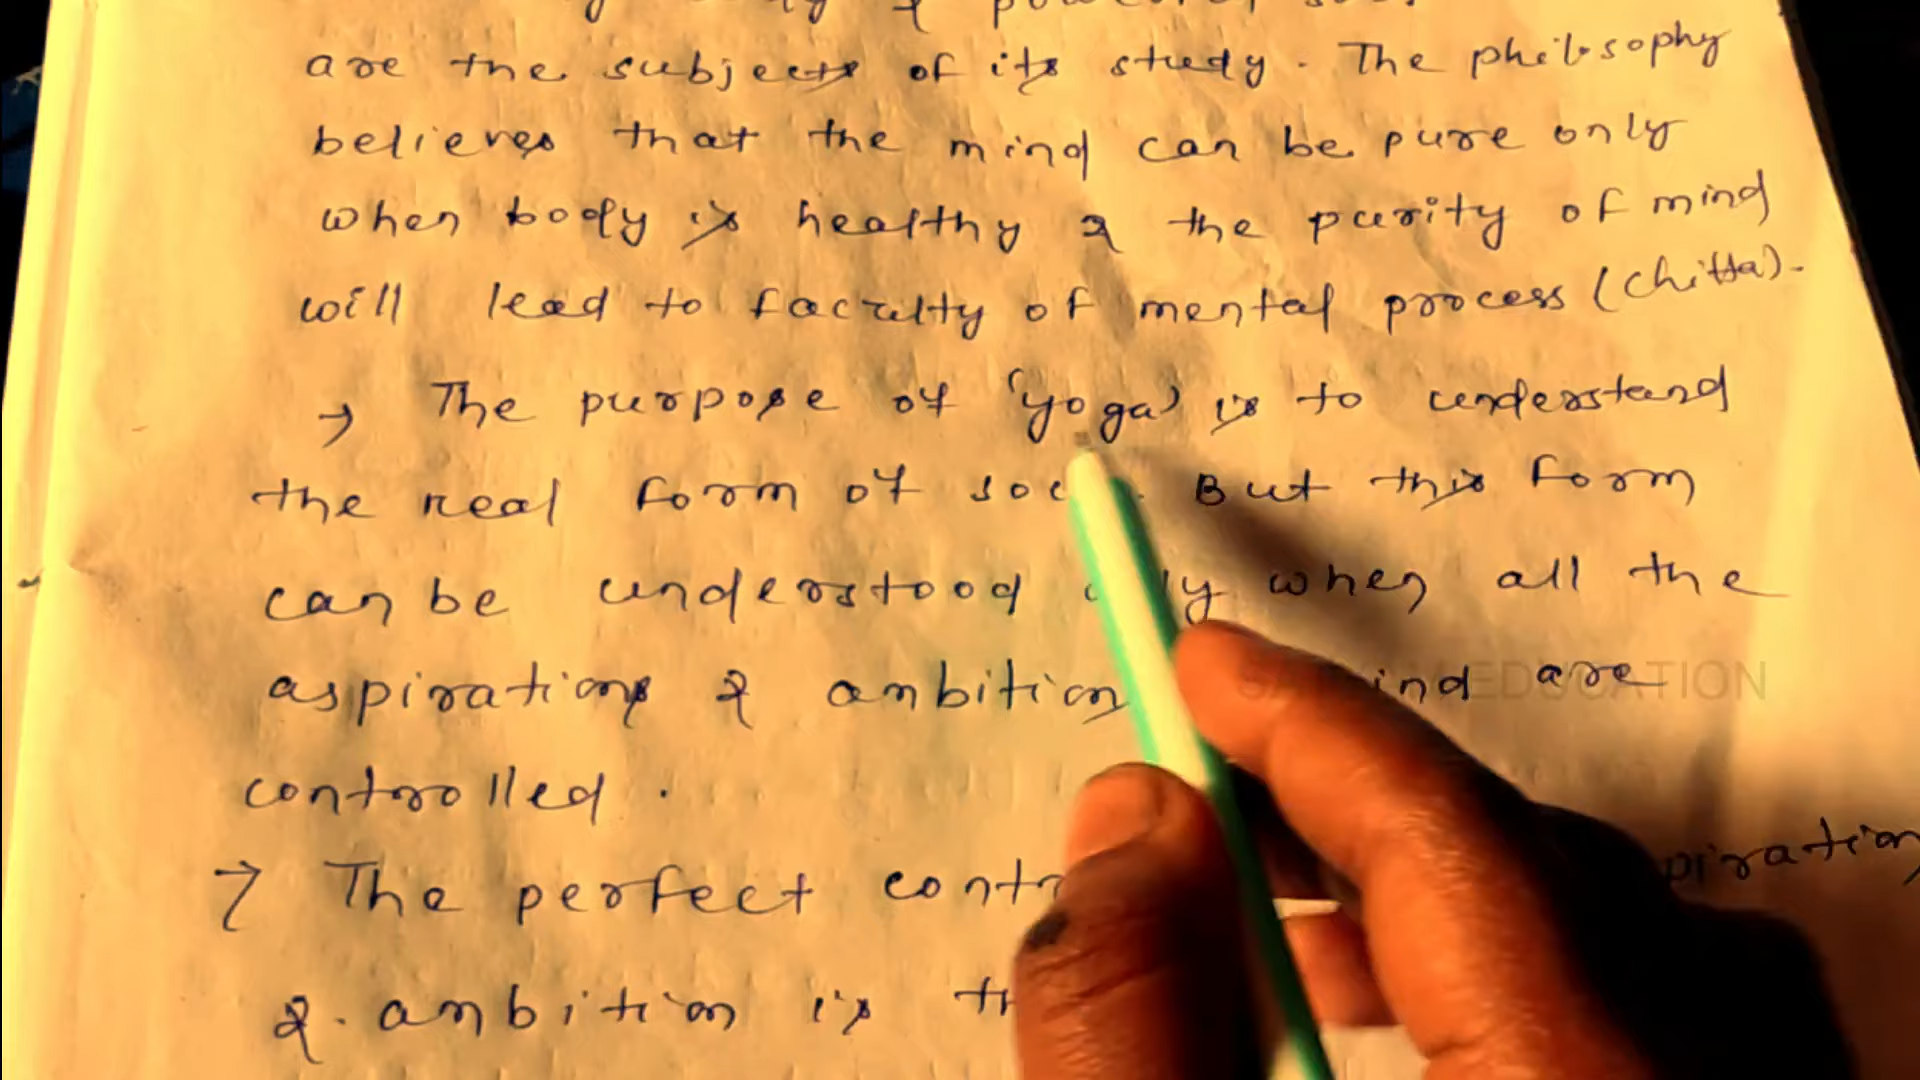 are the subjects of its study. The philosophy
believes that the mind can be pure only
when body is healthy & the purity of mind
will lead to faculty of mental process (chitta).
→ The purpose of 'yoga' is to understand
the real form of But this form
can be understood when all the
aspirations & ambition are
controlled.
→ The perfect
& ambition is
EDUCATION